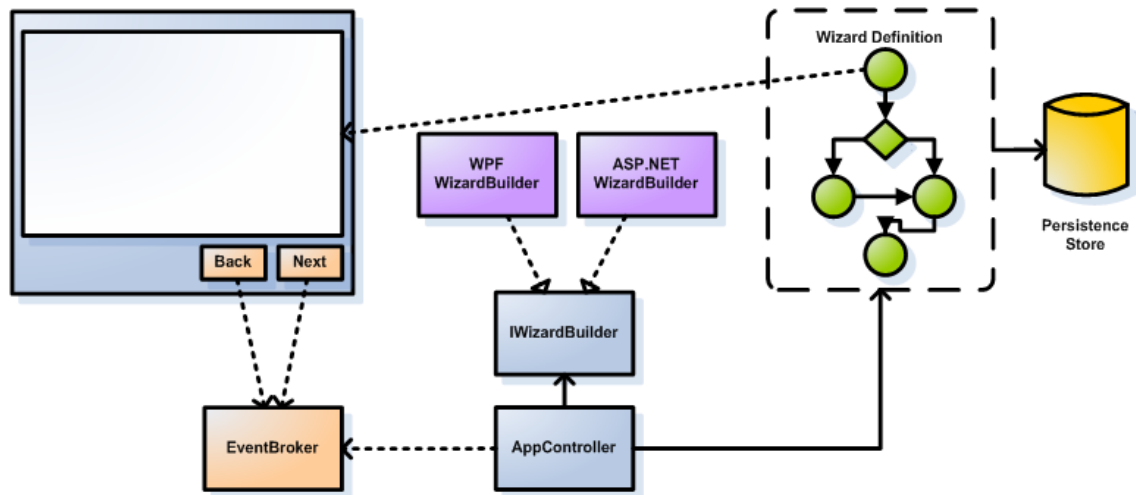 Wizard Definition
WPF
WizardBuilder
ASP.NET
WizardBuilder
Persistence
Store
Back
Next
IWizardBuilder
EventBroker
AppController